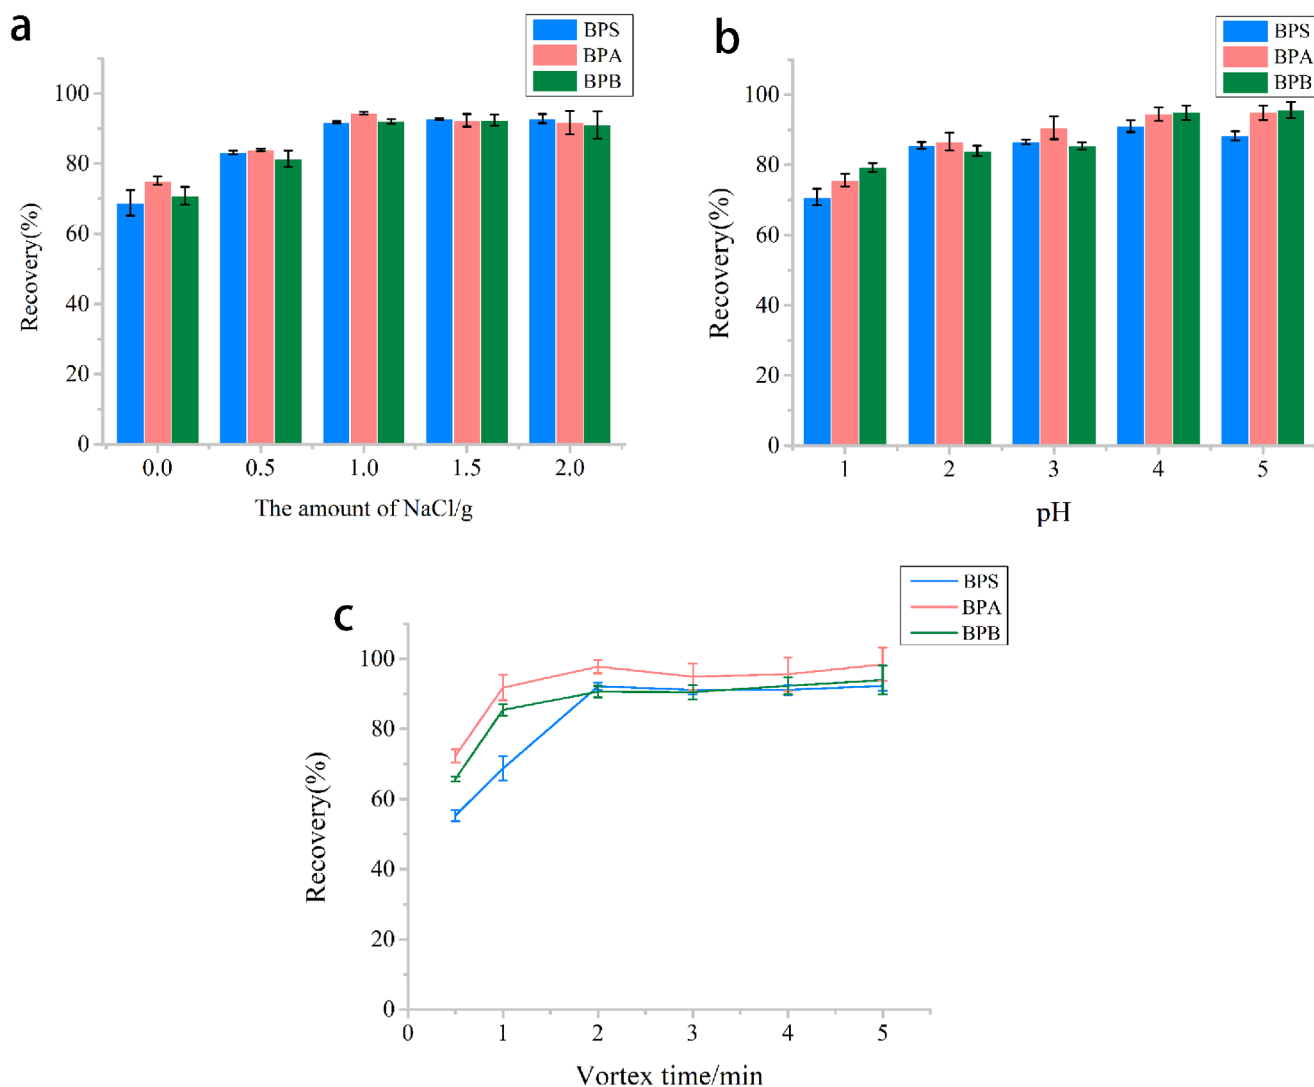 a
BPS
BPA
BPB
100
80
60
40
20
0
Recovery(%)
0.0 0.5 1.0 1.5 2.0
The amount of NaCl/g
b
BPS
BPA
BPB
100
80
60
40
20
0
Recovery(%)
1 2 3 4 5
pH
c
BPS
BPA
BPB
100
80
60
40
20
0
Recovery(%)
0 1 2 3 4 5
Vortex time/min